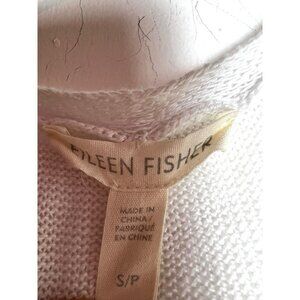 EILEEN FISHER
MADE IN
CHINA/
FABRIQUÉ
EN CHINE
S/P